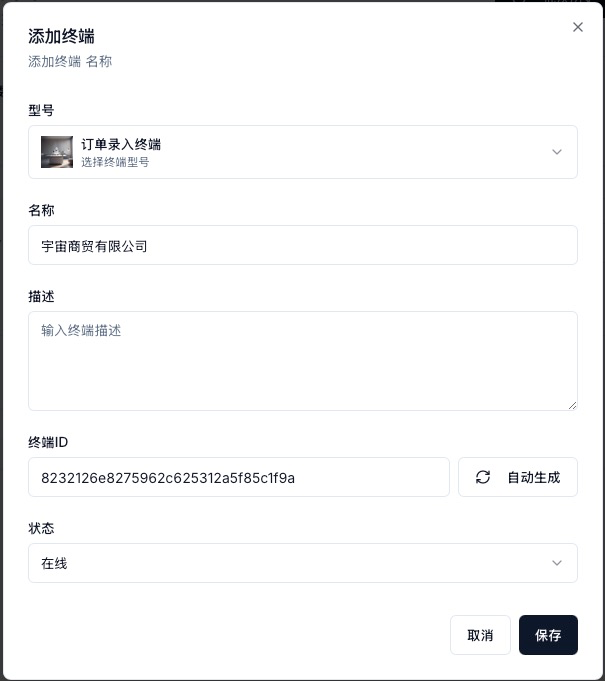 添加终端
添加终端 名称
型号
订单录入终端
选择终端型号
名称
宇宙商贸有限公司
描述
输入终端描述
终端ID
8232126e8275962c625312a5f85c1f9a
自动生成
状态
在线
取消
保存